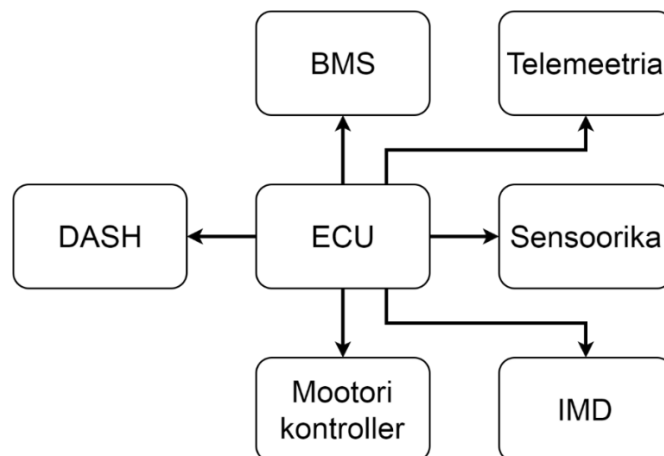 BMS
Telemeetria
DASH
ECU
Sensoorika
Mootori
kontroller
IMD